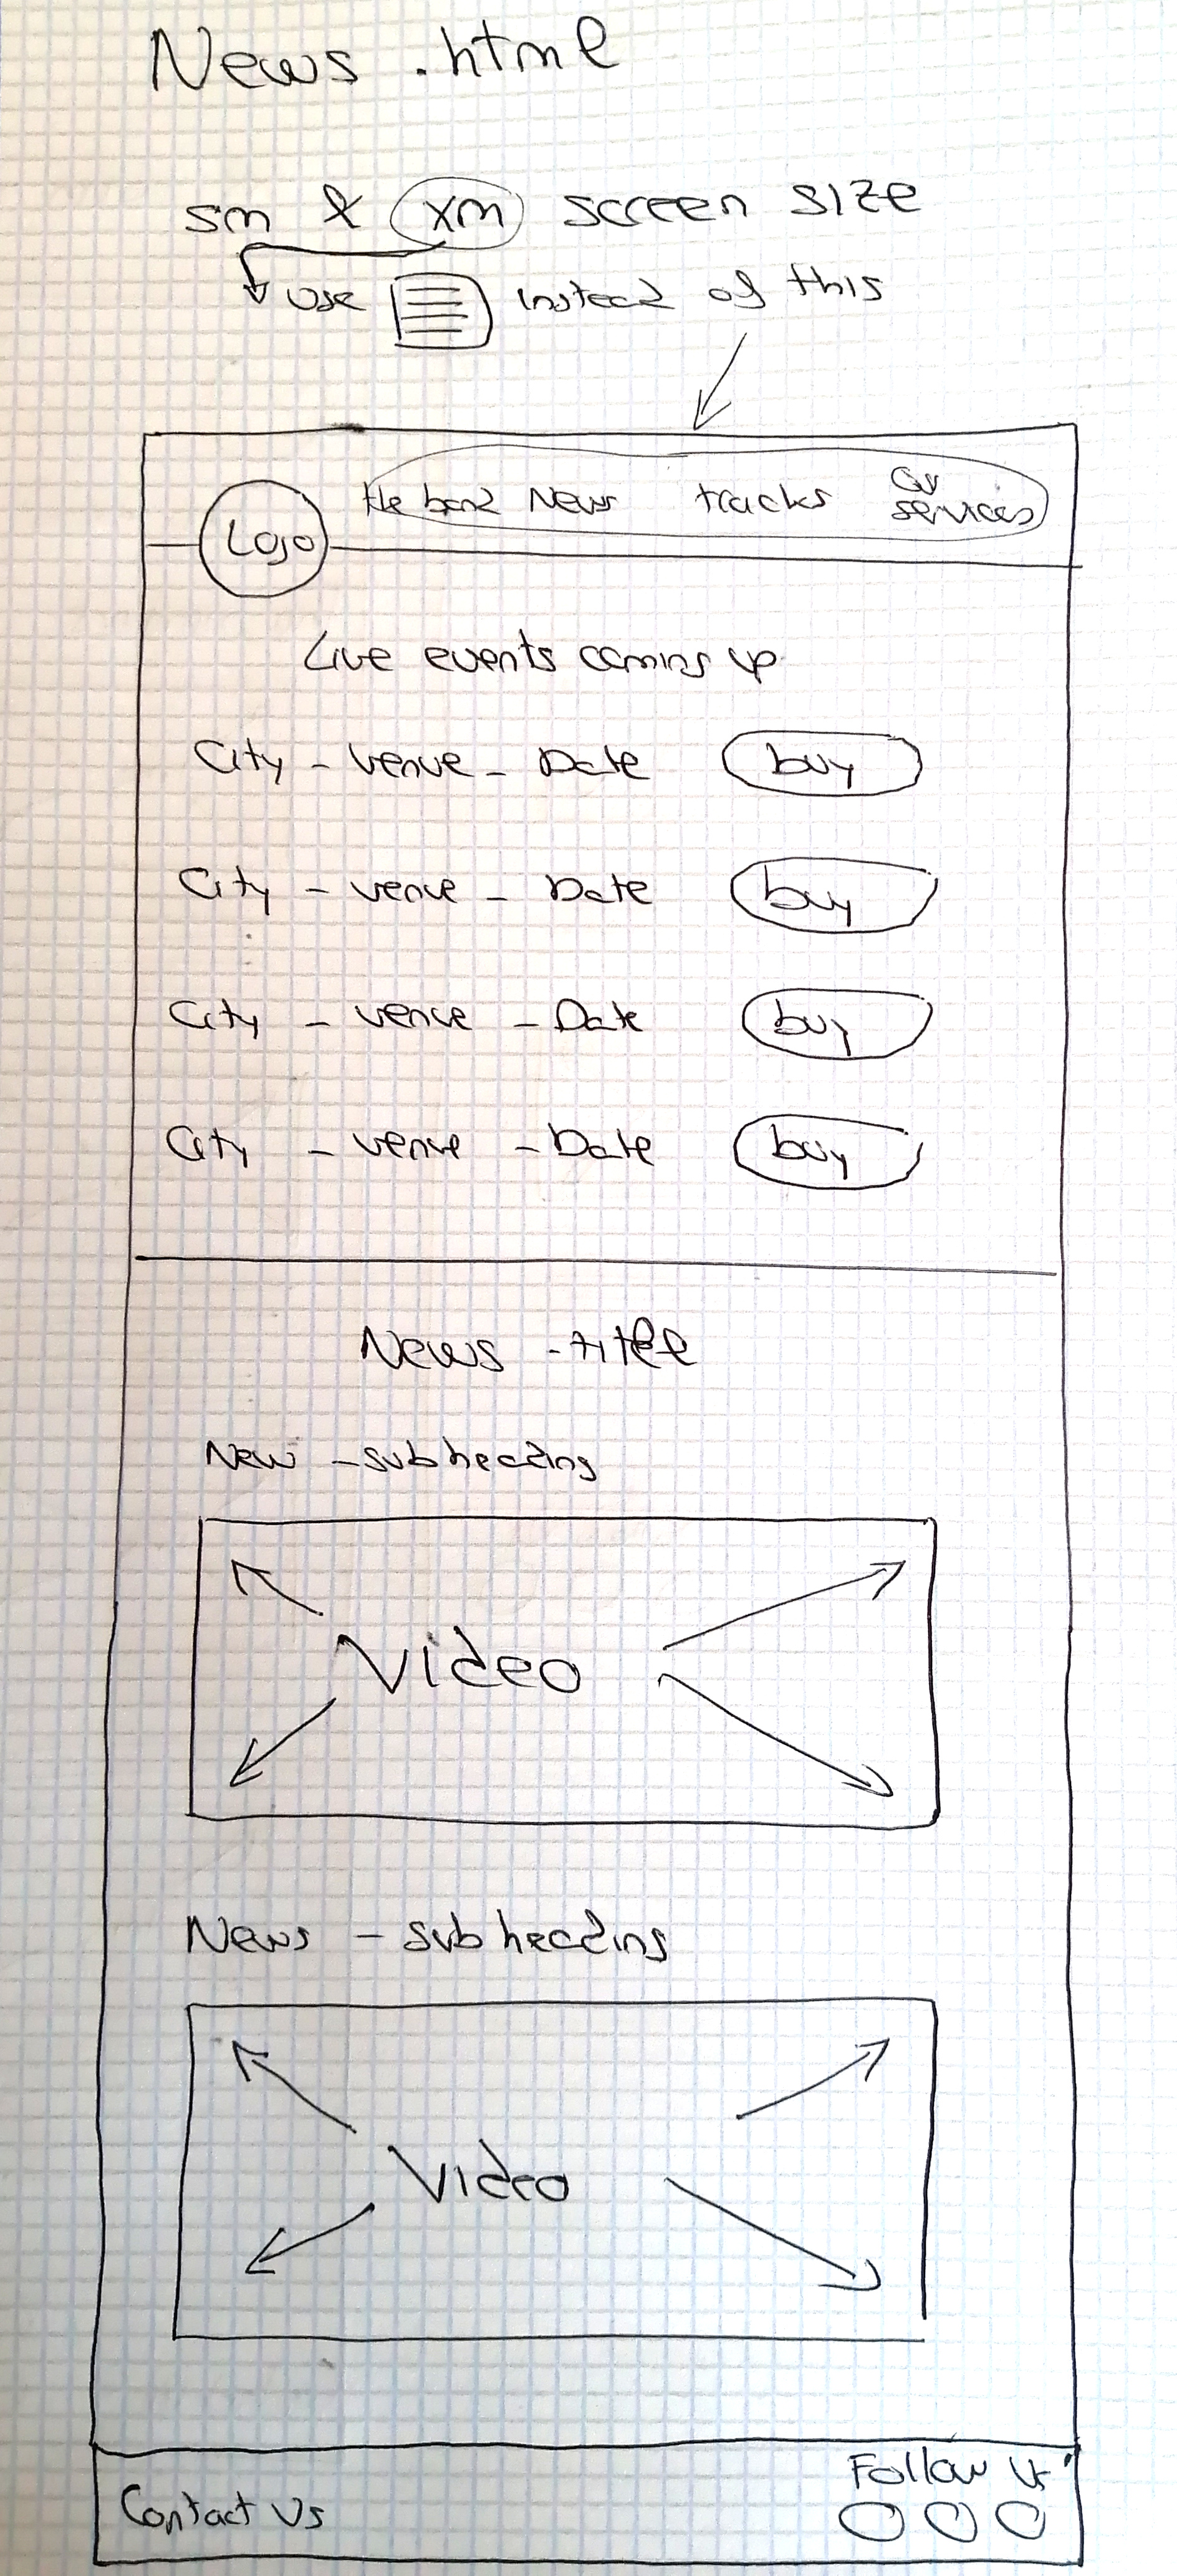 News .html
sm & xm screen size
use instead of this
Logo the band News tracks Our services
Live events coming up
City - venue - Date buy
City - venue - Date buy
City - venue - Date buy
City - venue - Date buy
News - title
New - subheading
Video
News - subheading
Video
Follow Us
Contact Us